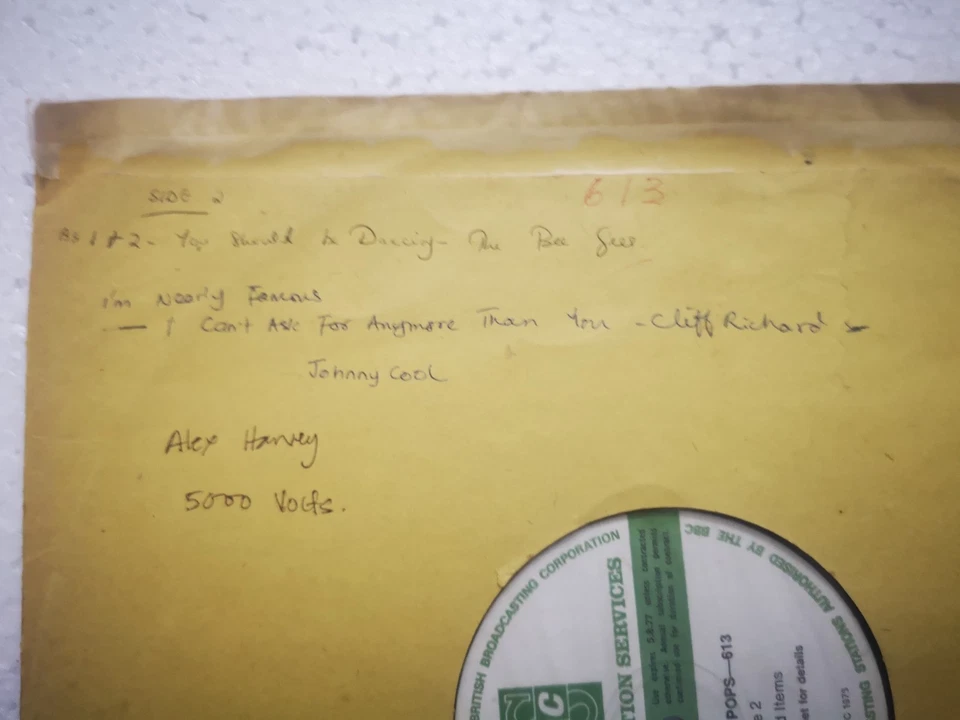 SIDE 2
613
1 & 2 - You Should be Dancing - The Bee Gees
I'm Nearly Famous
- I Can't Ask For Anymore Than You - Cliff Richard
Johnny Cool
Alex Harvey
5000 Volts.
BRITISH BROADCASTING CORPORATION
TION SERVICES
AUTHORISED BY THE BBC
STING STATIONS
POPS—613
e 2
d Items
et for details
C